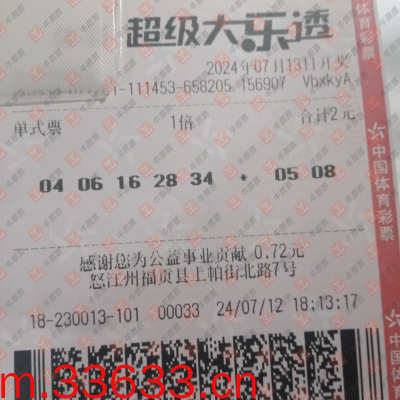 超级大乐透
2024年07月13日开奖
-111453-658205 156907 VbxkyA
单式票 1倍 合计2元
04 06 16 28 34 + 05 08
感谢您为公益事业贡献 0.72元
怒江州福贡县上帕街北路7号
18-230013-101 00033 24/07/12 18:13:17
中国体育彩票
体育彩票
m.33633.cn